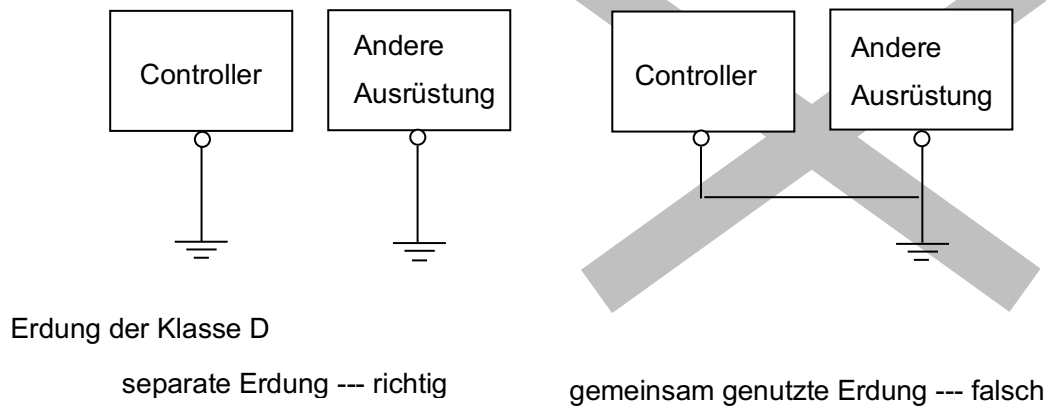 Controller
Andere
Ausrüstung
Controller
Andere
Ausrüstung
Erdung der Klasse D
separate Erdung --- richtig
gemeinsam genutzte Erdung --- falsch